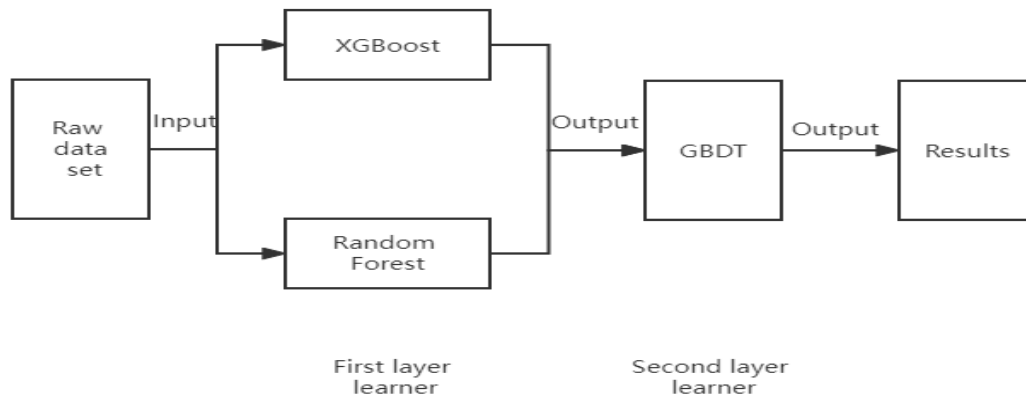 XGBoost
Raw
data
set
Input
Output
GBDT
Output
Results
Random
Forest
First layer
learner
Second layer
learner